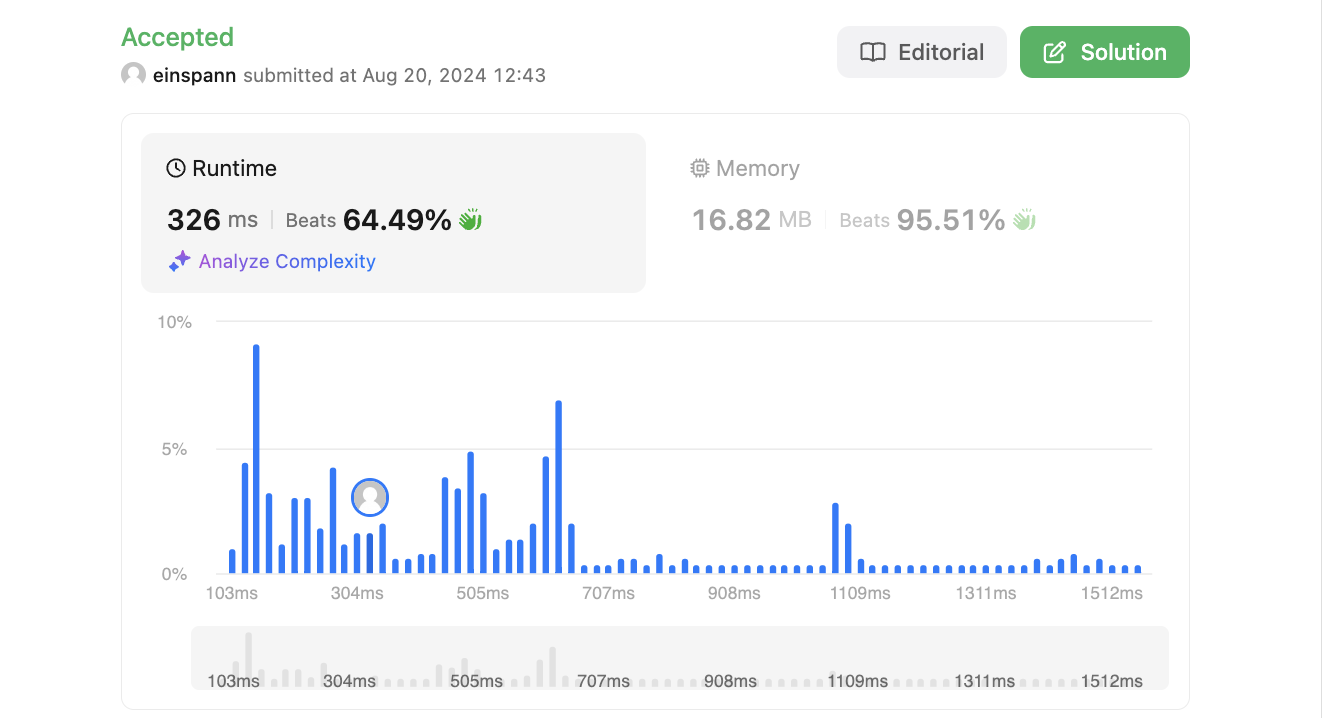 Accepted
einspann submitted at Aug 20, 2024 12:43
Editorial
Solution
Runtime
326 ms | Beats 64.49%
Analyze Complexity
Memory
16.82 MB | Beats 95.51%
10%
5%
0%
103ms 304ms 505ms 707ms 908ms 1109ms 1311ms 1512ms
103ms 304ms 505ms 707ms 908ms 1109ms 1311ms 1512ms